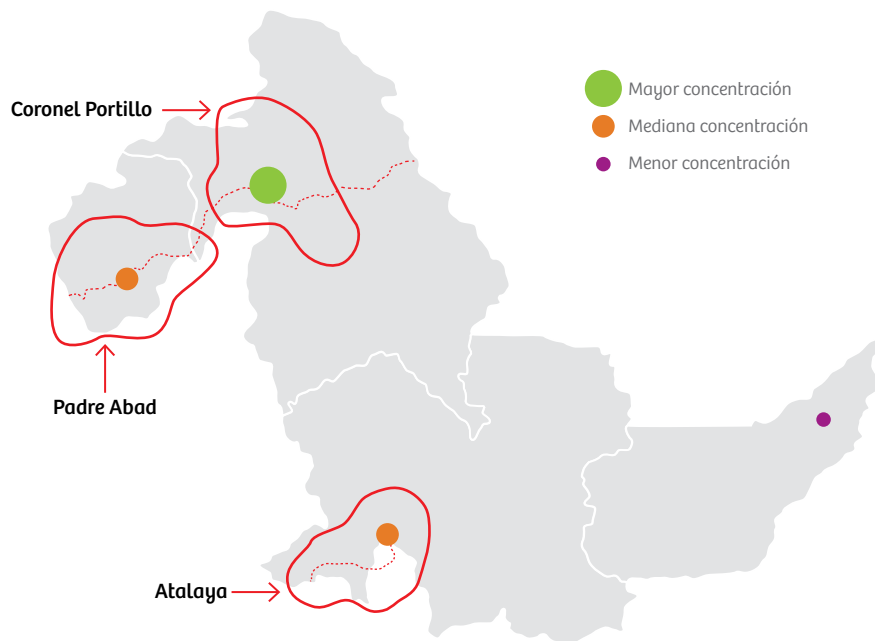 Coronel Portillo
Mayor concentración
Mediana concentración
Menor concentración
Padre Abad
Atalaya